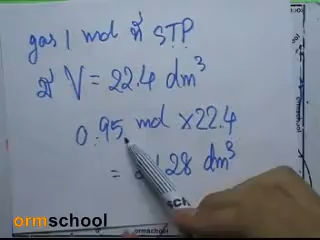 gas 1 mol ที่ STP
มี V = 22.4 dm³
0.95 mol × 22.4
= 28 dm³
ormschool